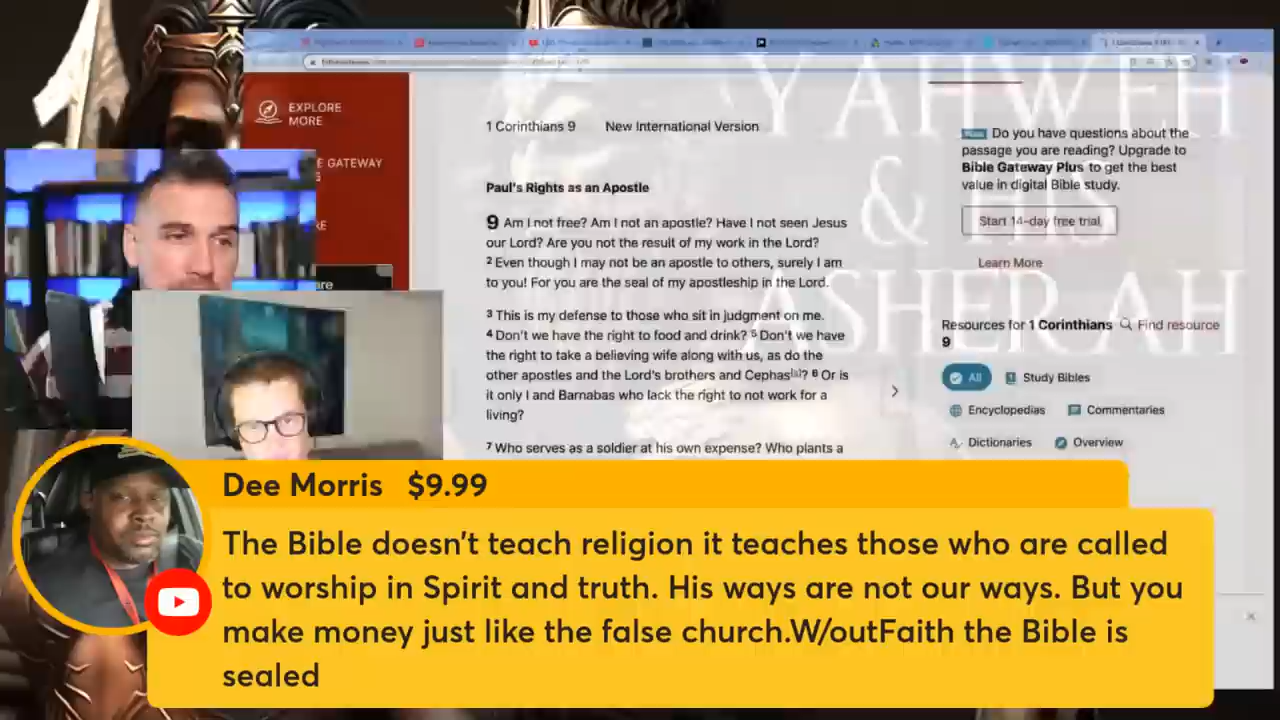 YAHWEH
& HIS
ASHERAH
EXPLORE
MORE
E GATEWAY
1 Corinthians 9 New International Version
Paul's Rights as an Apostle
9 Am I not free? Am I not an apostle? Have I not seen Jesus
our Lord? Are you not the result of my work in the Lord?
2 Even though I may not be an apostle to others, surely I am
to you! For you are the seal of my apostleship in the Lord.
3 This is my defense to those who sit in judgment on me.
4 Don't we have the right to food and drink? 5 Don't we have
the right to take a believing wife along with us, as do the
other apostles and the Lord's brothers and Cephas[a]? 6 Or is
it only I and Barnabas who lack the right to not work for a
living?
7 Who serves as a soldier at his own expense? Who plants a
Do you have questions about the
passage you are reading? Upgrade to
Bible Gateway Plus to get the best
value in digital Bible study.
Start 14-day free trial
Learn More
Resources for 1 Corinthians
9
Find resource
All
Study Bibles
Encyclopedias
Commentaries
Dictionaries
Overview
Dee Morris $9.99
The Bible doesn't teach religion it teaches those who are called
to worship in Spirit and truth. His ways are not our ways. But you
make money just like the false church.W/outFaith the Bible is
sealed